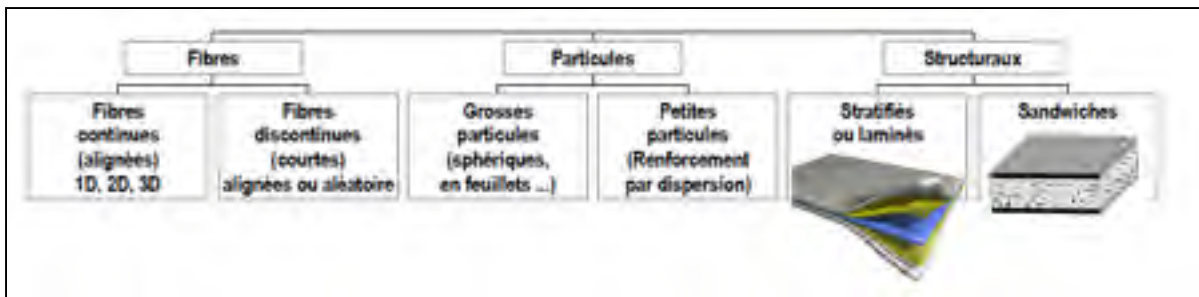 Fibres
Particules
Structuraux
Fibres
continues
(alignées)
1D, 2D, 3D
Fibres
discontinues
(courtes)
alignées ou aléatoire
Grosses
particules
(sphériques,
en feuillets ...)
Petites
particules
(Renforcement
par dispersion)
Stratifiés
ou laminés
Sandwiches